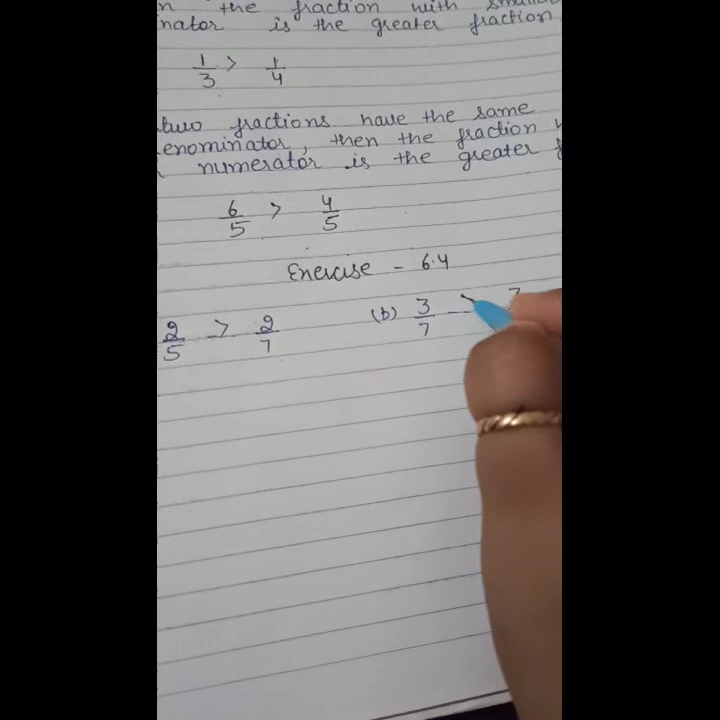 the fraction with
nator is the greater fraction
1/3 > 1/4
two fractions have the same
enominator, then the fraction
numerator is the greater
6/5 > 4/5
Exercise - 6.4
2/5 > 2/7 (b) 3/7 >